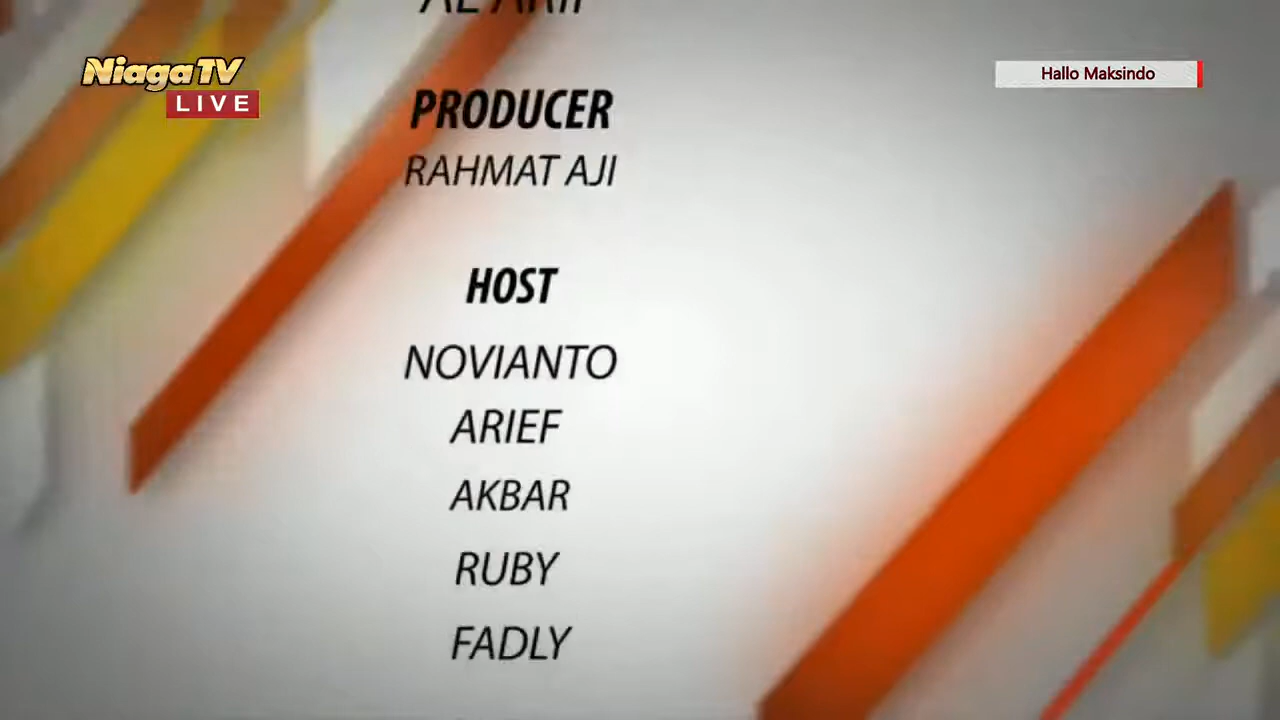 NiagaTV
LIVE
Hallo Maksindo
PRODUCER
RAHMAT AJI
HOST
NOVIANTO
ARIEF
AKBAR
RUBY
FADLY